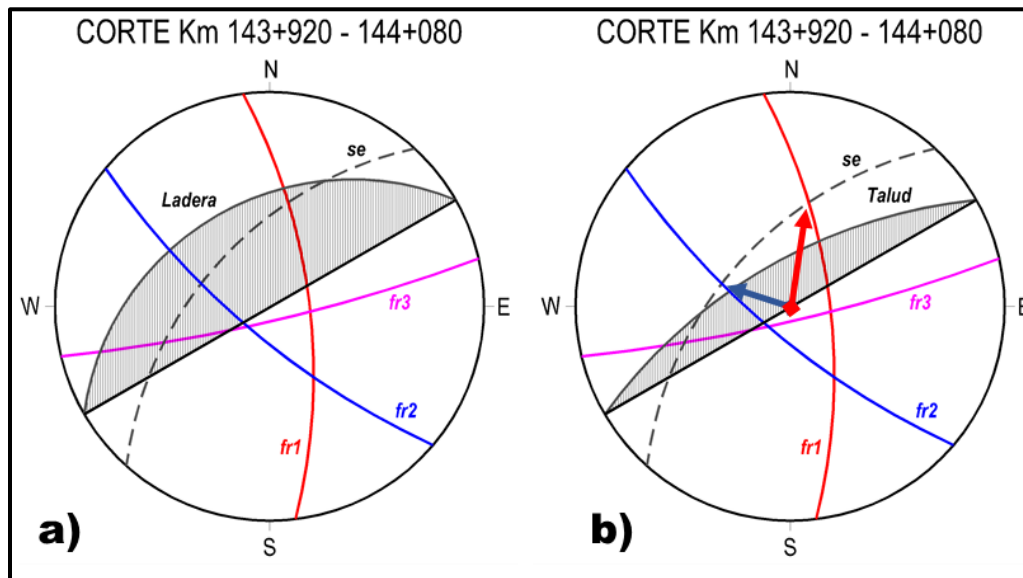 CORTE Km 143+920 - 144+080
N
se
Ladera
W
E
fr3
fr2
fr1
S
a)
CORTE Km 143+920 - 144+080
N
se
Talud
W
E
fr3
fr2
fr1
S
b)